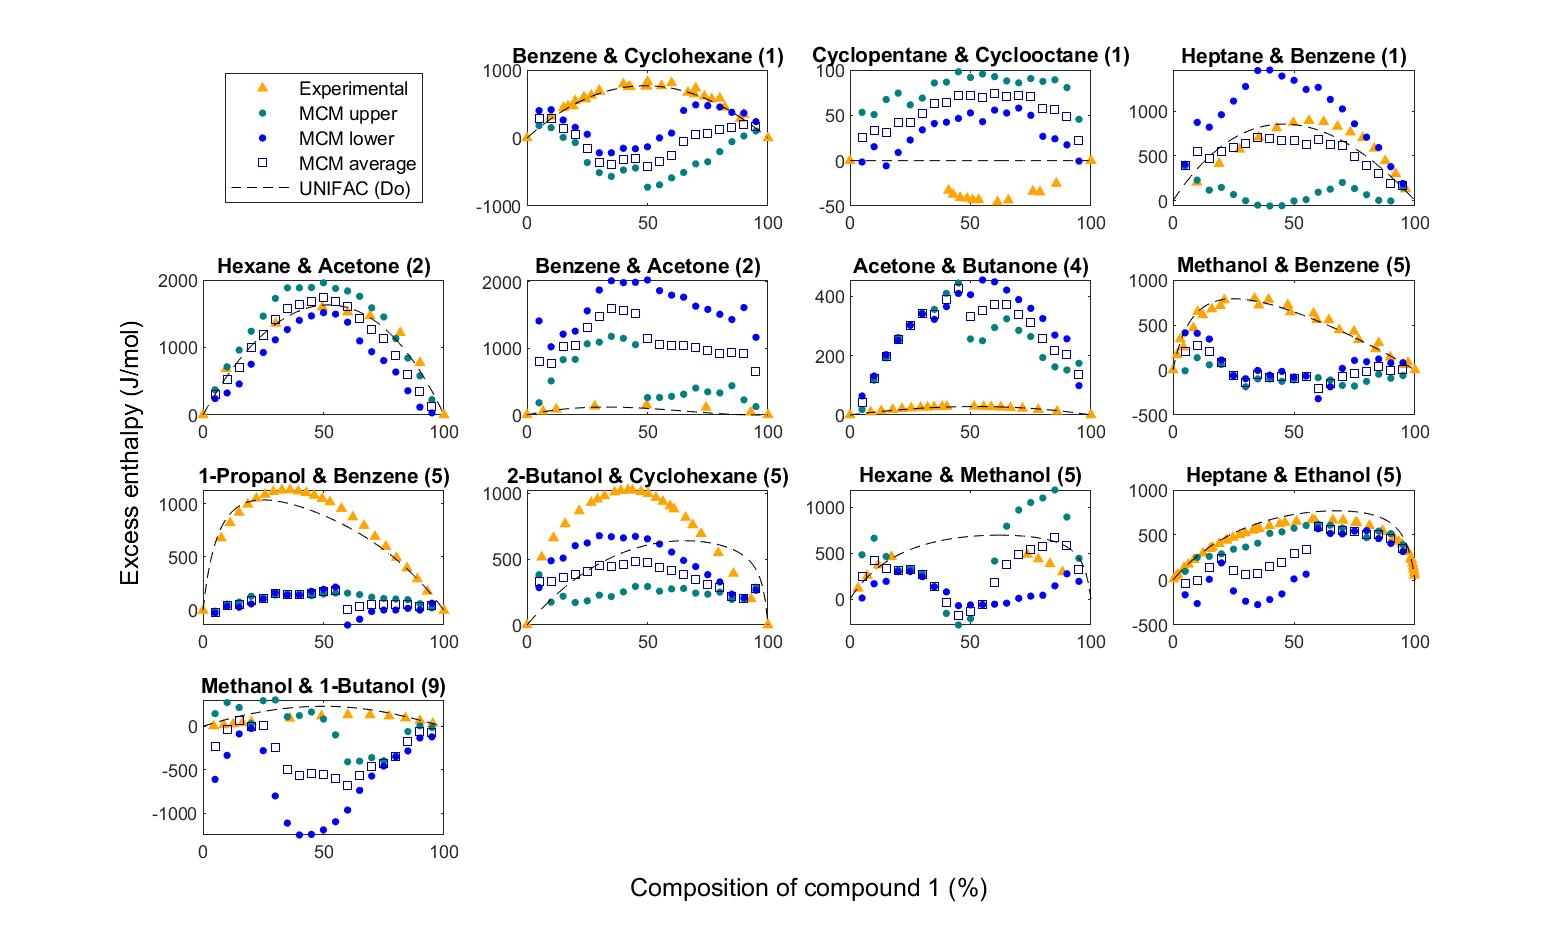 Experimental
MCM upper
MCM lower
MCM average
UNIFAC (Do)
Benzene & Cyclohexane (1)
1000
0
-1000
0 50 100
Cyclopentane & Cyclooctane (1)
100
50
0
-50
0 50 100
Heptane & Benzene (1)
1000
500
0
0 50 100
Hexane & Acetone (2)
2000
1000
0
0 50 100
Benzene & Acetone (2)
2000
1000
0
0 50 100
Acetone & Butanone (4)
400
200
0
0 50 100
Methanol & Benzene (5)
1000
500
0
-500
0 50 100
1-Propanol & Benzene (5)
1000
500
0
0 50 100
2-Butanol & Cyclohexane (5)
1000
500
0
0 50 100
Hexane & Methanol (5)
1000
500
0
0 50 100
Heptane & Ethanol (5)
1000
500
0
-500
0 50 100
Methanol & 1-Butanol (9)
0
-500
-1000
0 50 100
Excess enthalpy (J/mol)
Composition of compound 1 (%)